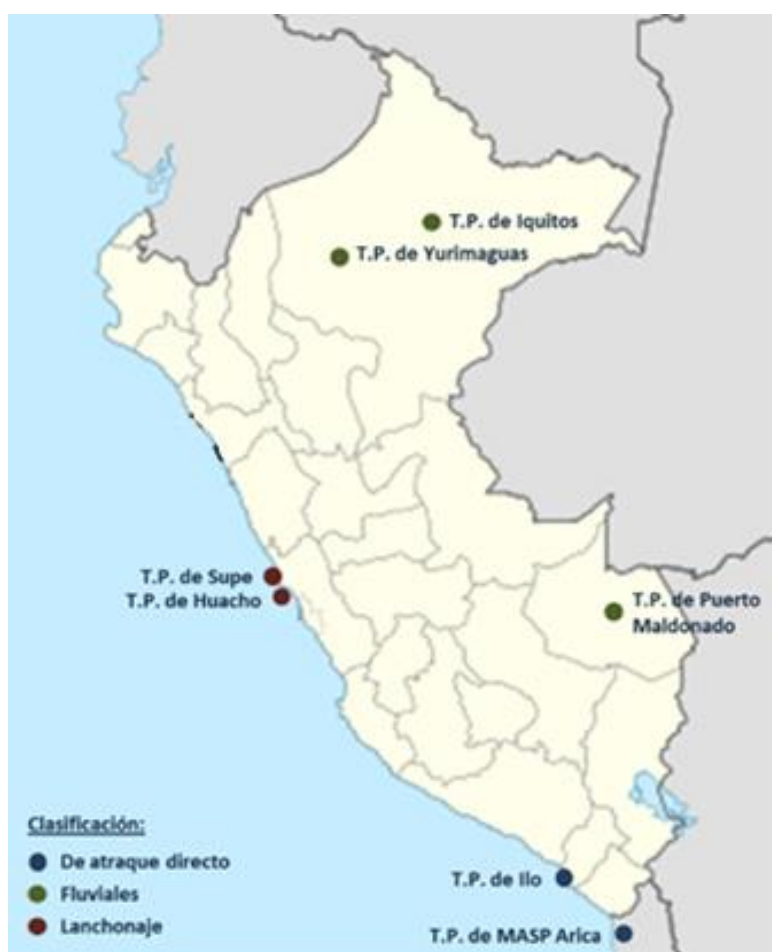 T.P. de Iquitos
T.P. de Yurimaguas
T.P. de Supe
T.P. de Huacho
T.P. de Puerto
Maldonado
Clasificación:
De atraque directo
Fluviales
Lanchonaje
T.P. de Ilo
T.P. de MASP Arica